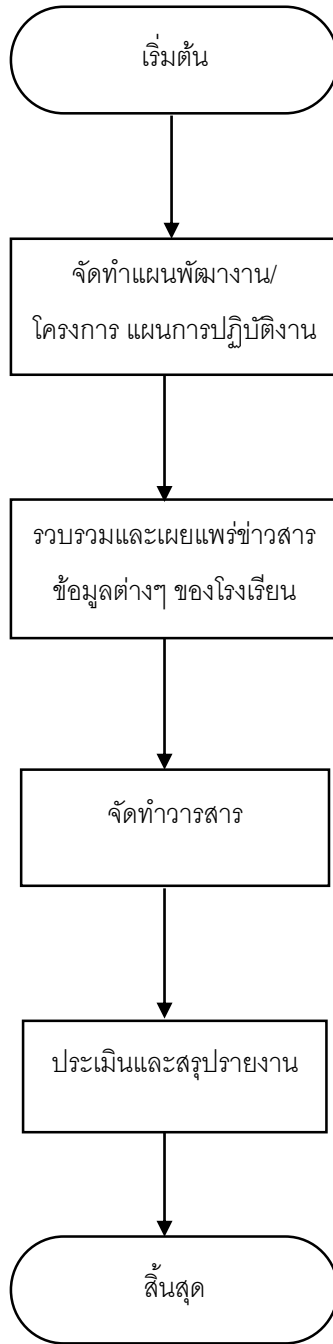 เริ่มต้น
จัดทำแผนพัฒางาน/
โครงการ แผนการปฏิบัติงาน
รวบรวมและเผยแพร่ข่าวสาร
ข้อมูลต่างๆ ของโรงเรียน
จัดทำวารสาร
ประเมินและสรุปรายงาน
สิ้นสุด